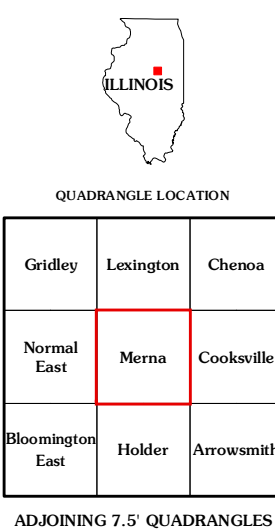 ILLINOIS
QUADRANGLE LOCATION
Gridley Lexington Chenoa
Normal East Merna Cooksville
Bloomington East Holder Arrowsmith
ADJOINING 7.5' QUADRANGLES